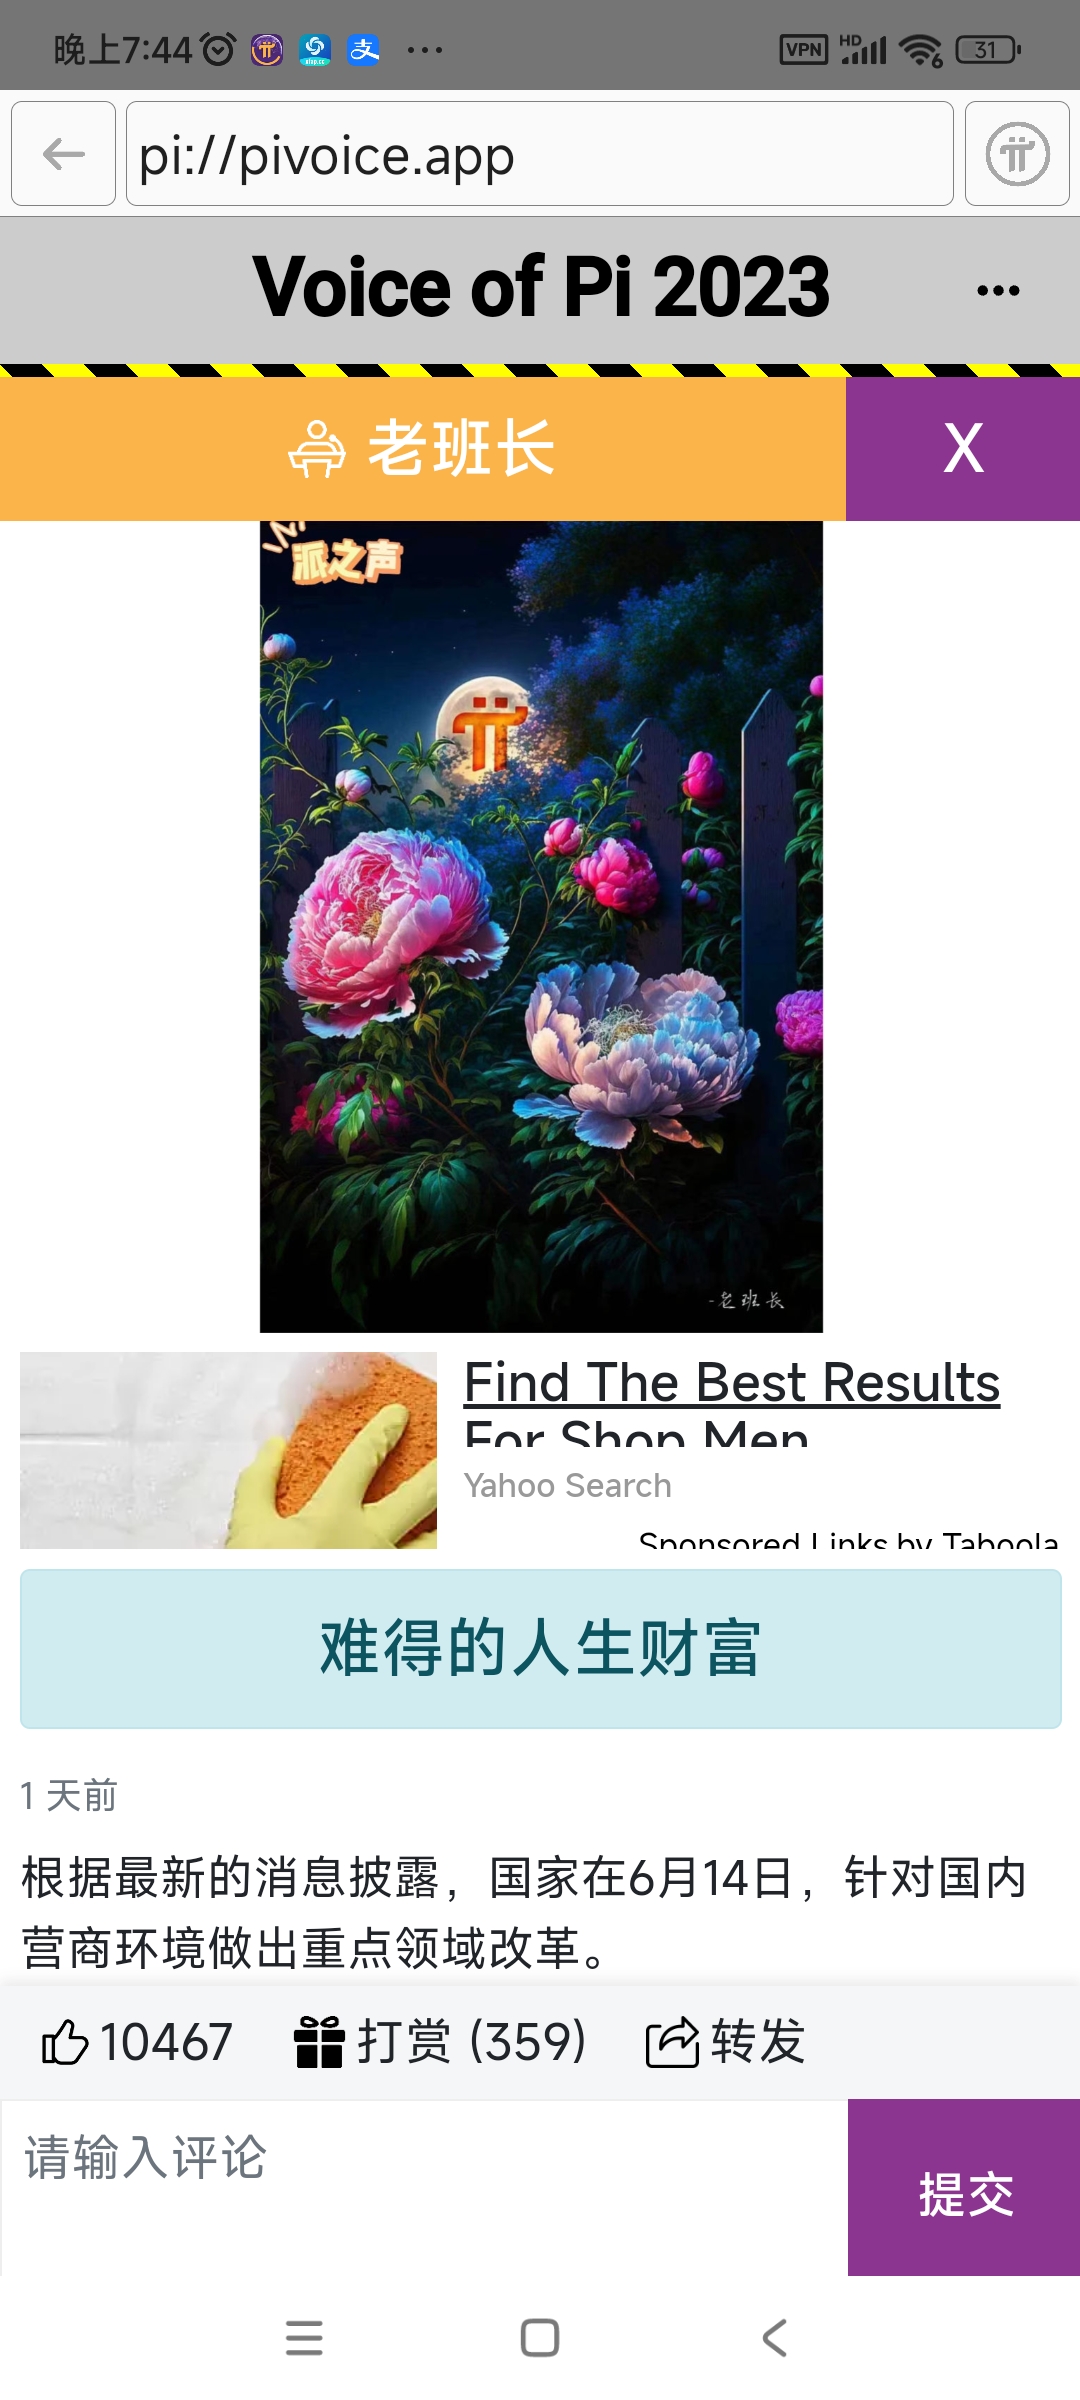 晚上7:44
VPN HD 6 31
pi://pivoice.app
Voice of Pi 2023
老班长
X
派之声
-老班长
Find The Best Results
For Shop Men
Yahoo Search
Sponsored Links by Taboola
难得的人生财富
1 天前
根据最新的消息披露，国家在6月14日，针对国内
营商环境做出重点领域改革。
10467 打赏 (359) 转发
请输入评论
提交